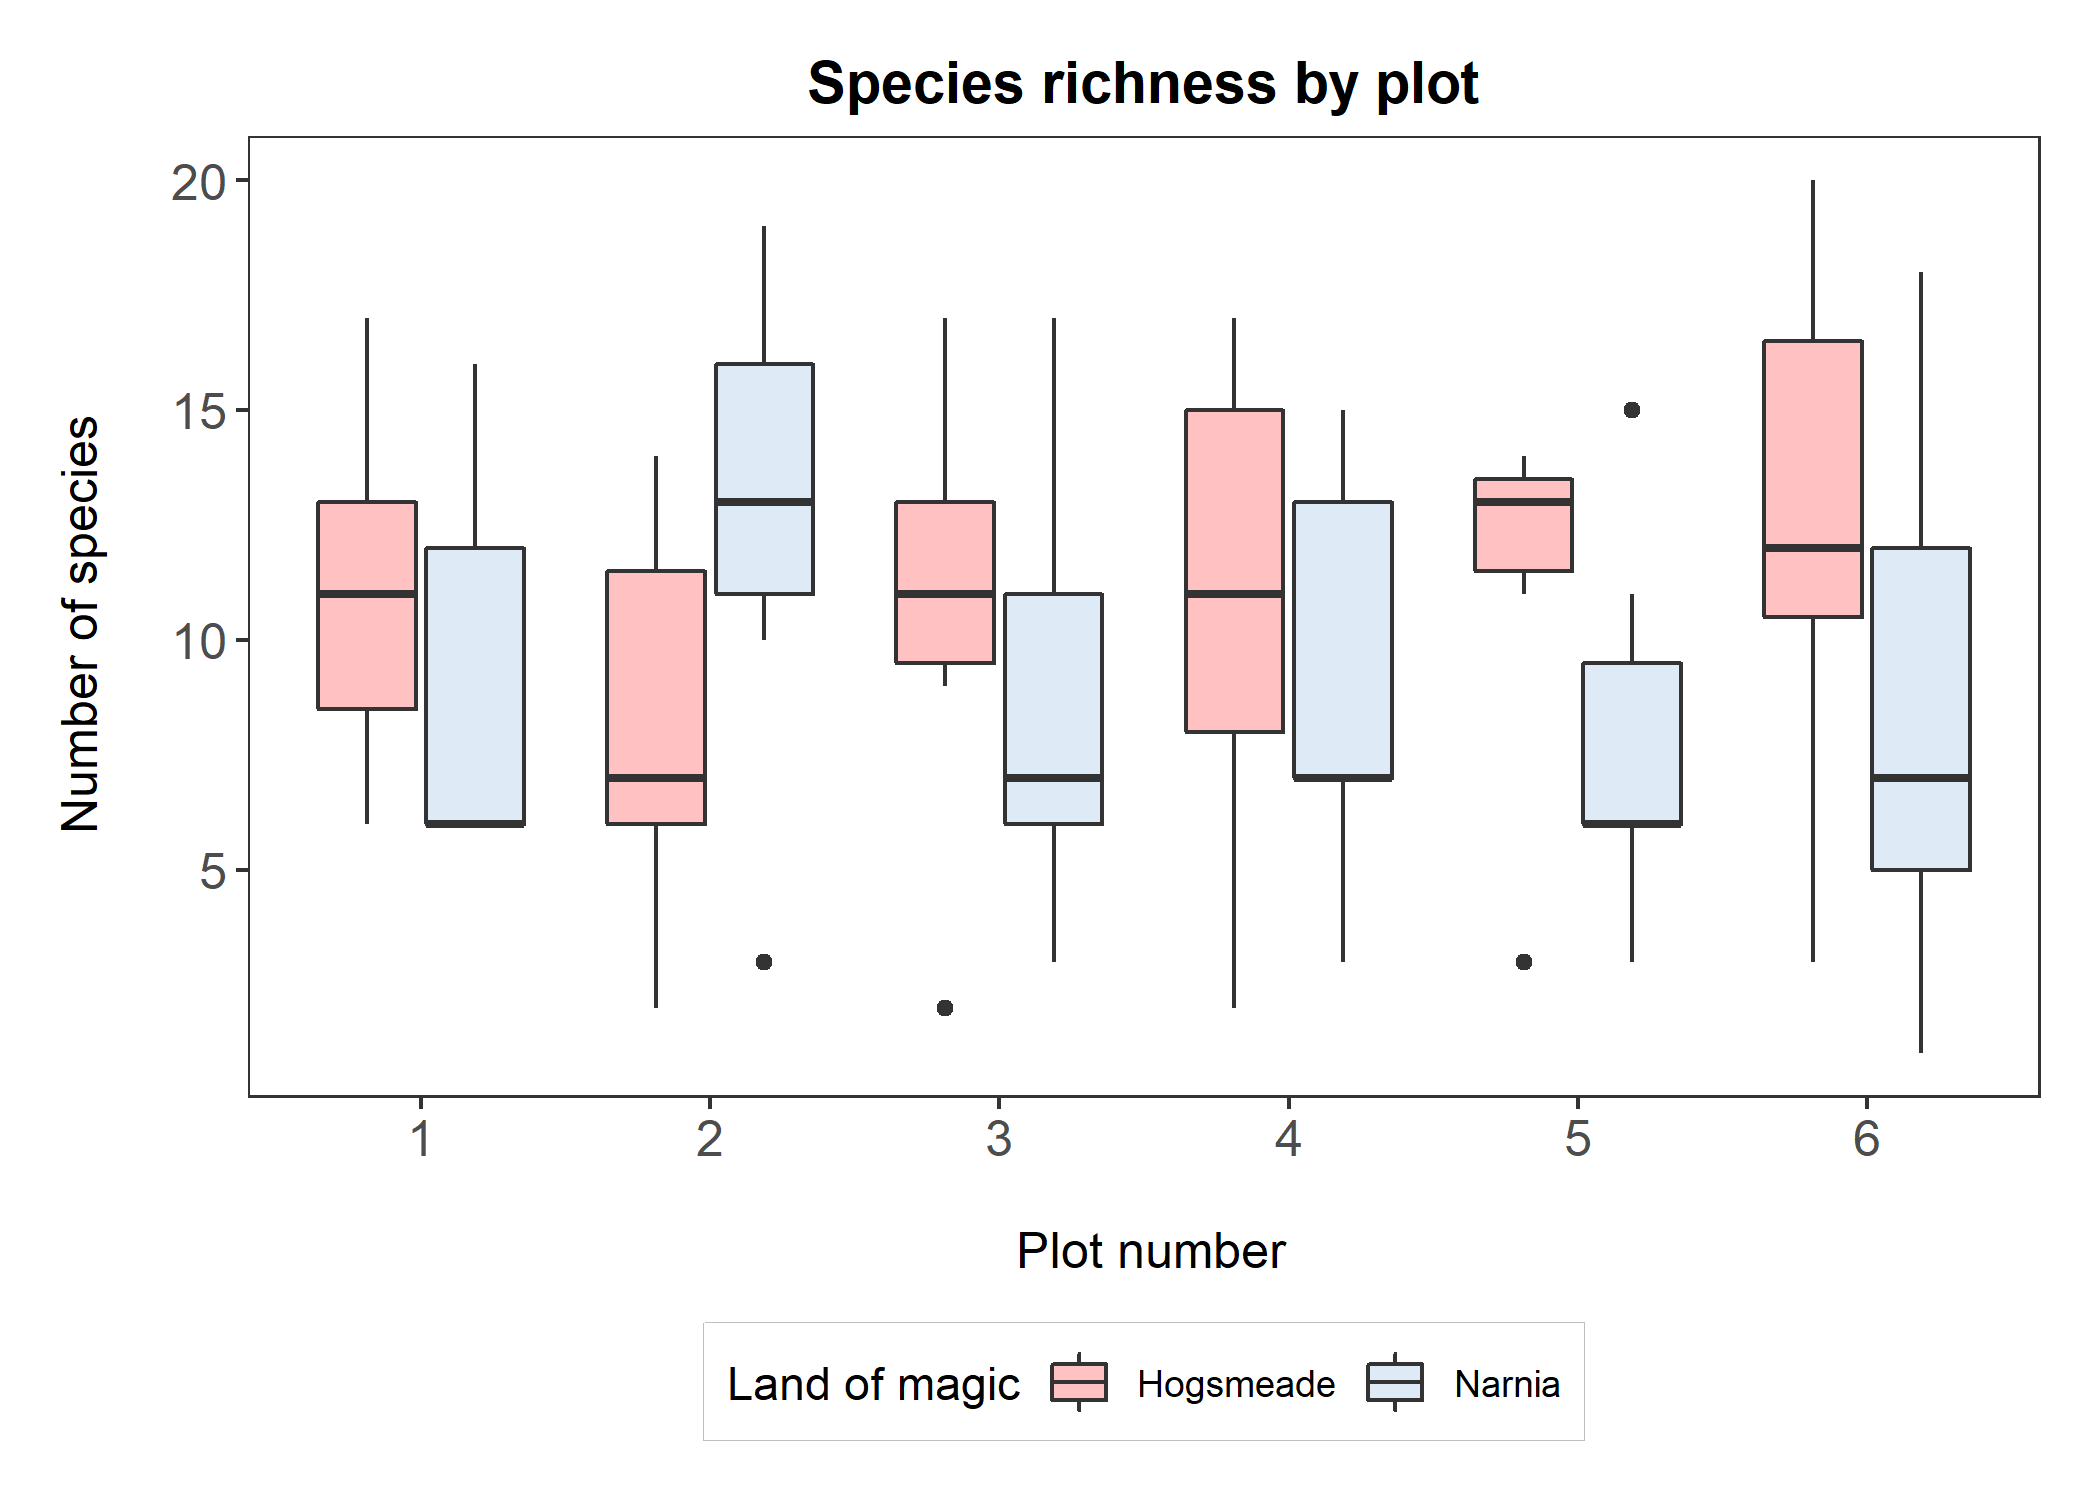 Species richness by plot
Number of species
20
15
10
5
1 2 3 4 5 6
Plot number
Land of magic Hogsmeade Narnia